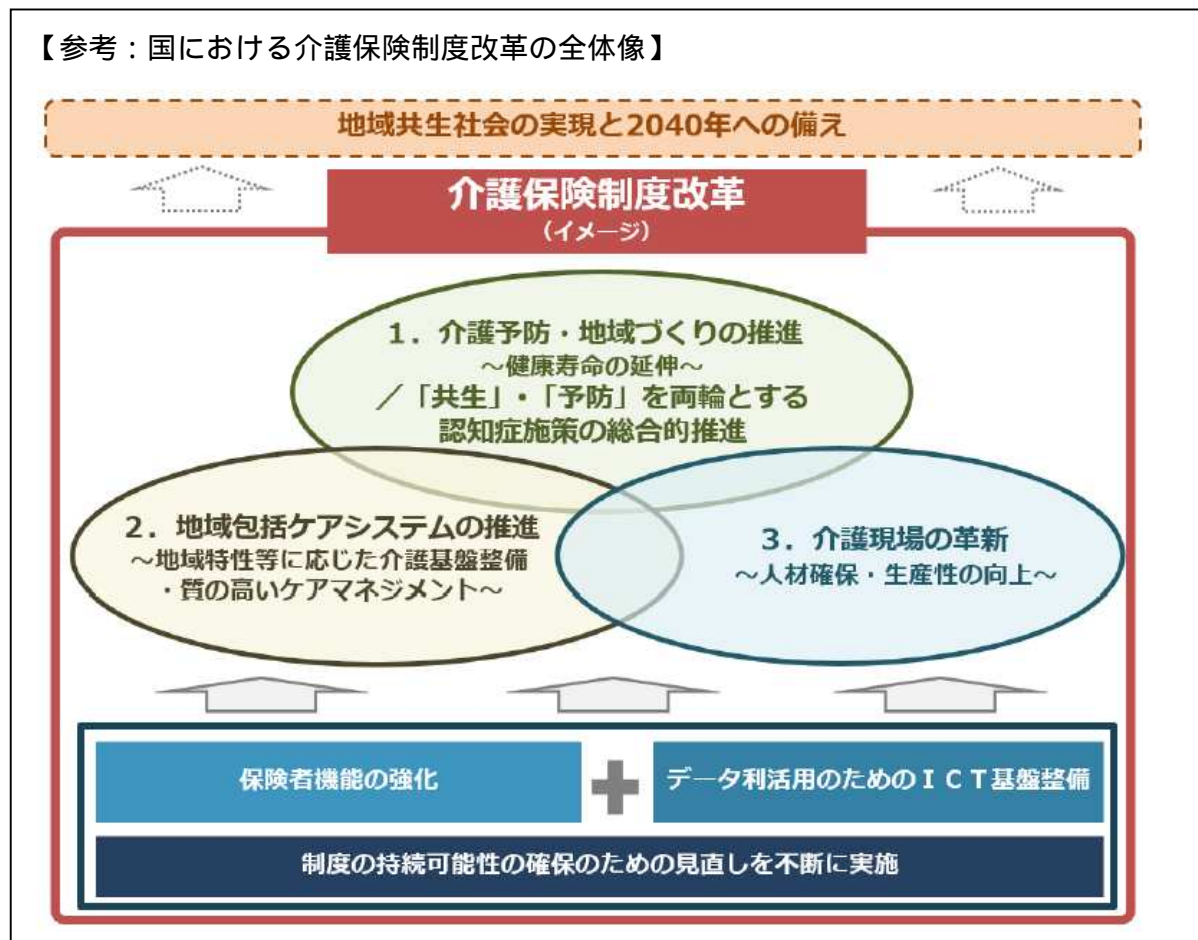 【参考：国における介護保険制度改革の全体像】
地域共生社会の実現と2040年への備え
介護保険制度改革
（イメージ）
１．介護予防・地域づくりの推進
～健康寿命の延伸～
／「共生」・「予防」を両輪とする
認知症施策の総合的推進
２．地域包括ケアシステムの推進
～地域特性等に応じた介護基盤整備
・質の高いケアマネジメント～
３．介護現場の革新
～人材確保・生産性の向上～
保険者機能の強化
データ利活用のためのＩＣＴ基盤整備
制度の持続可能性の確保のための見直しを不断に実施